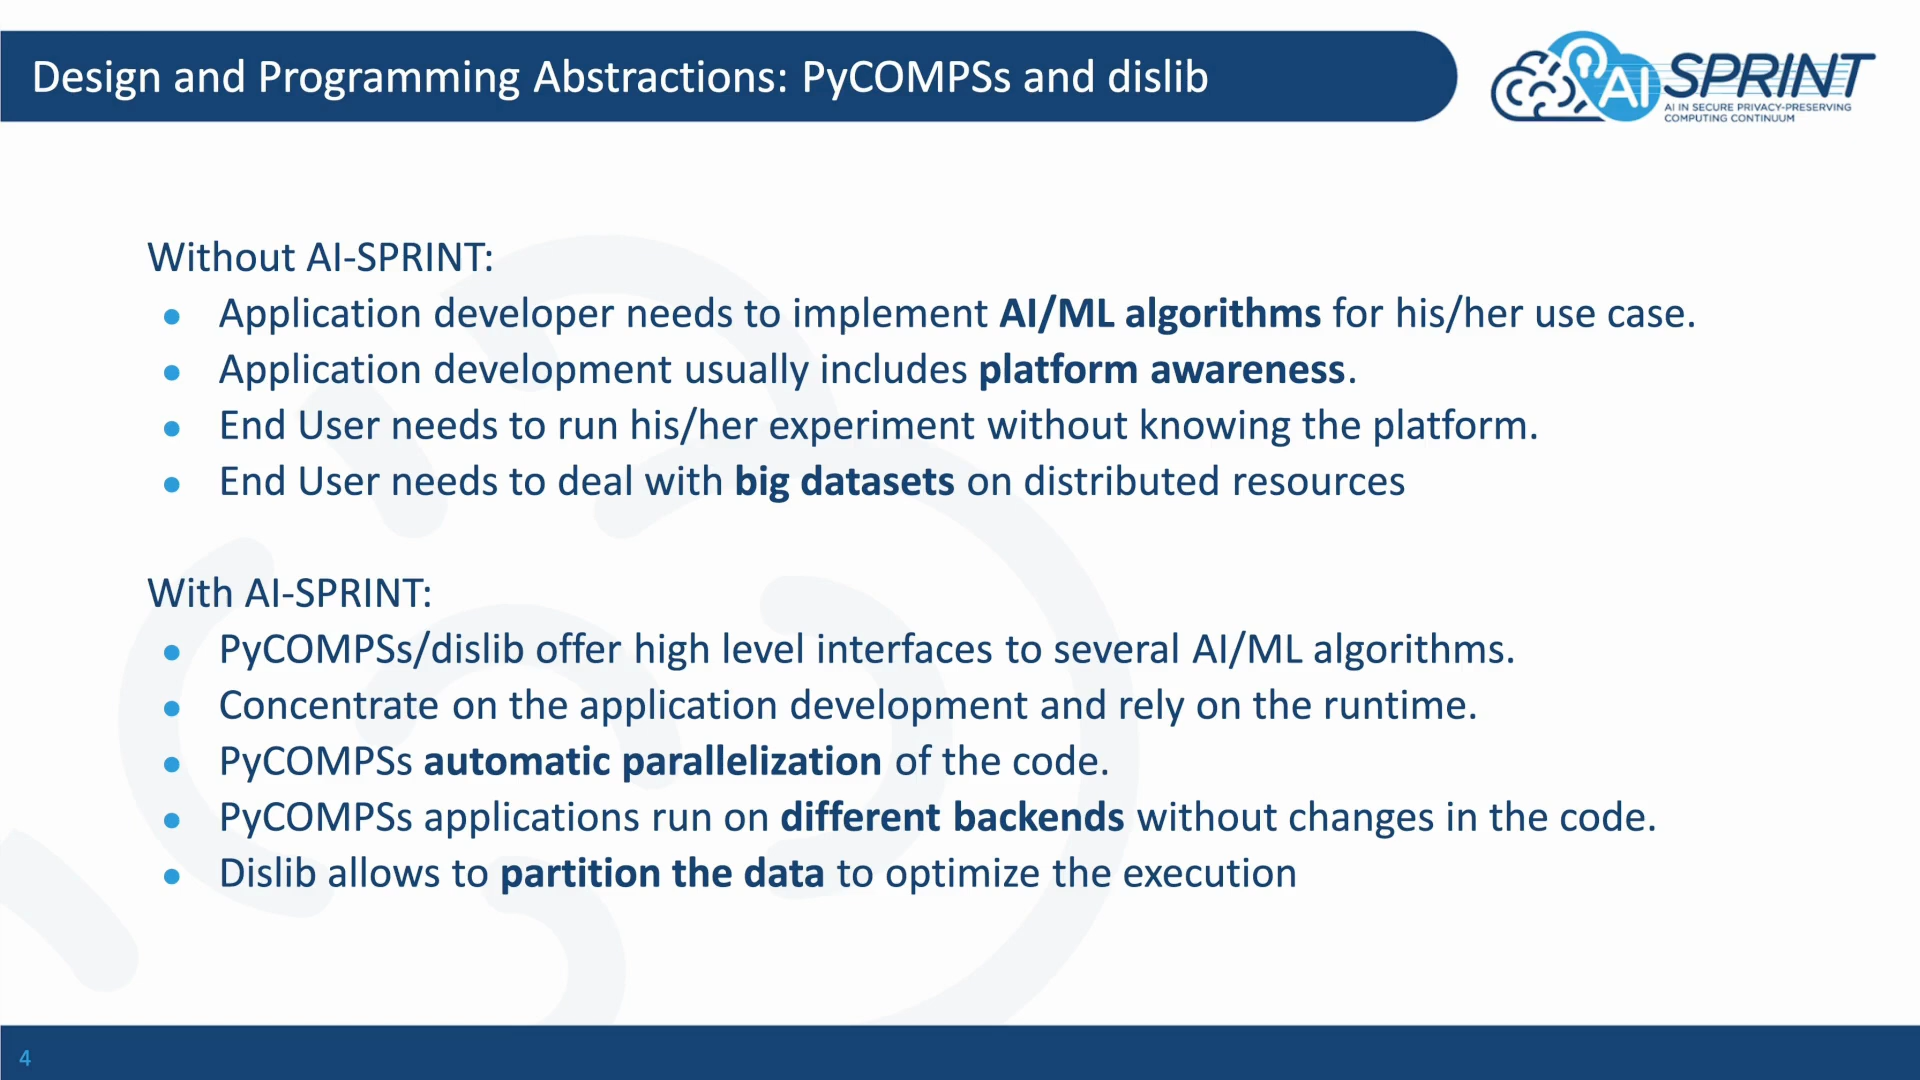 Design and Programming Abstractions: PyCOMPSs and dislib
AI SPRINT
AI IN SECURE PRIVACY-PRESERVING
COMPUTING CONTINUUM
Without AI-SPRINT:
● Application developer needs to implement AI/ML algorithms for his/her use case.
● Application development usually includes platform awareness.
● End User needs to run his/her experiment without knowing the platform.
● End User needs to deal with big datasets on distributed resources
With AI-SPRINT:
● PyCOMPSs/dislib offer high level interfaces to several AI/ML algorithms.
● Concentrate on the application development and rely on the runtime.
● PyCOMPSs automatic parallelization of the code.
● PyCOMPSs applications run on different backends without changes in the code.
● Dislib allows to partition the data to optimize the execution
4